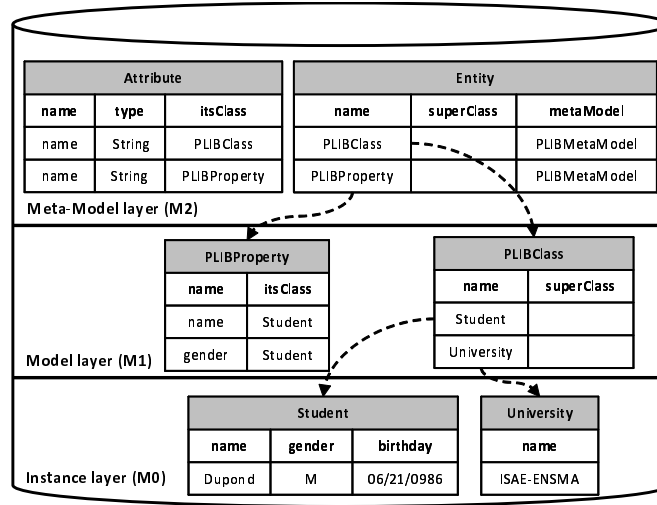 Attribute
name type itsClass
name String PLIBClass
name String PLIBProperty
Entity
name superClass metaModel
PLIBClass PLIBMetaModel
PLIBProperty PLIBMetaModel
Meta-Model layer (M2)
PLIBProperty
name itsClass
name Student
gender Student
PLIBClass
name superClass
Student
University
Model layer (M1)
Student
name gender birthday
Dupond M 06/21/0986
University
name
ISAE-ENSMA
Instance layer (M0)